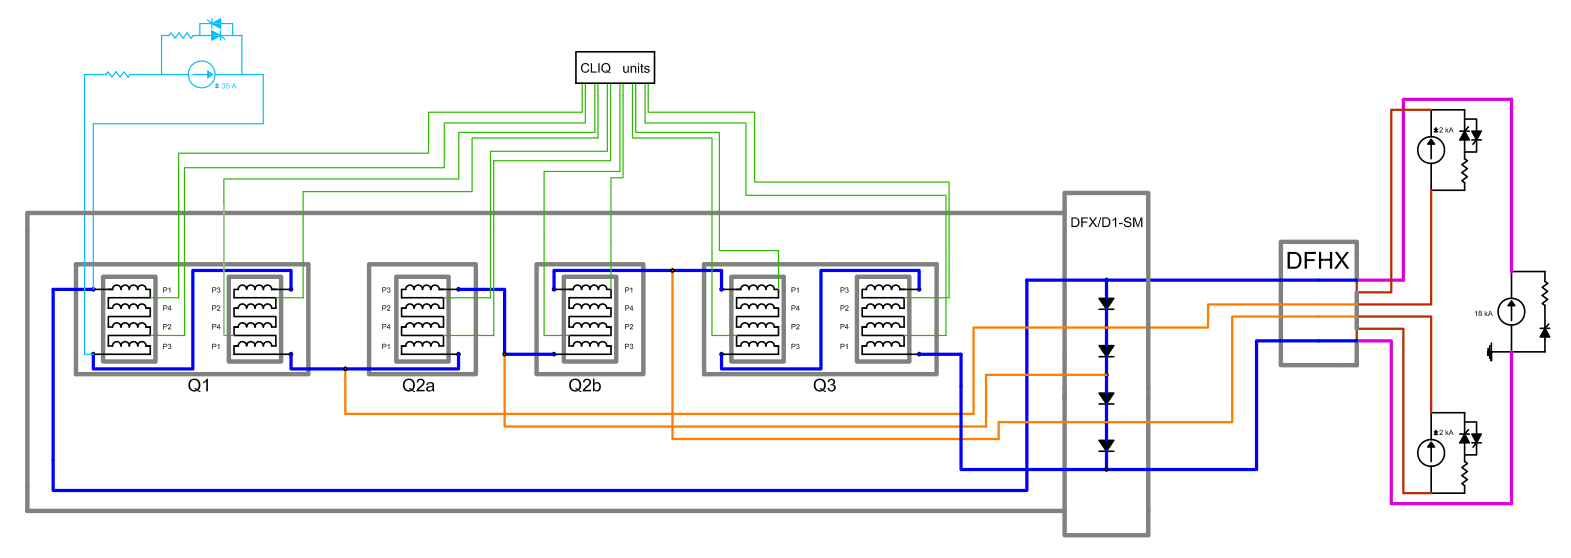 ± 35 A
CLIQ units
± 2 kA
DFX/D1-SM
DFHX
18 kA
P1
P4
P2
P3
P3
P2
P4
P1
P3
P2
P4
P1
P1
P4
P2
P3
P1
P4
P2
P3
P3
P2
P4
P1
Q1
Q2a
Q2b
Q3
± 2 kA